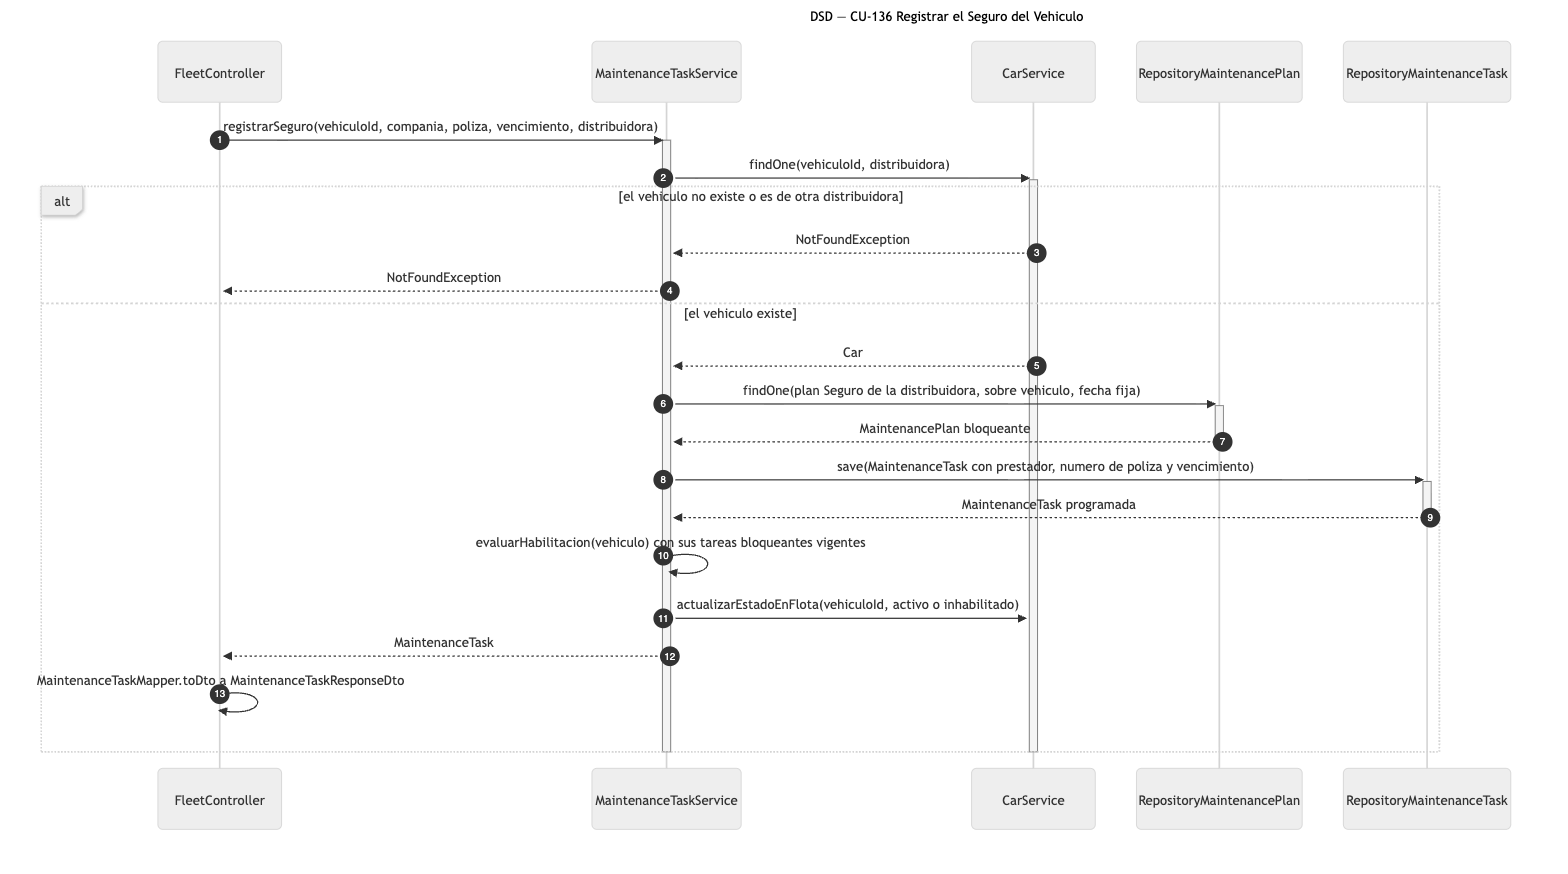 DSD — CU-136 Registrar el Seguro del Vehiculo
FleetController
MaintenanceTaskService
CarService
RepositoryMaintenancePlan
RepositoryMaintenanceTask
registrarSeguro(vehiculoId, compania, poliza, vencimiento, distribuidora)
1
findOne(vehiculoId, distribuidora)
2
alt
[el vehiculo no existe o es de otra distribuidora]
NotFoundException
3
NotFoundException
4
[el vehiculo existe]
Car
5
findOne(plan Seguro de la distribuidora, sobre vehiculo, fecha fija)
6
MaintenancePlan bloqueante
7
save(MaintenanceTask con prestador, numero de poliza y vencimiento)
8
MaintenanceTask programada
9
evaluarHabilitacion(vehiculo) con sus tareas bloqueantes vigentes
10
actualizarEstadoEnFlota(vehiculoId, activo o inhabilitado)
11
MaintenanceTask
12
MaintenanceTaskMapper.toDto a MaintenanceTaskResponseDto
13
FleetController
MaintenanceTaskService
CarService
RepositoryMaintenancePlan
RepositoryMaintenanceTask